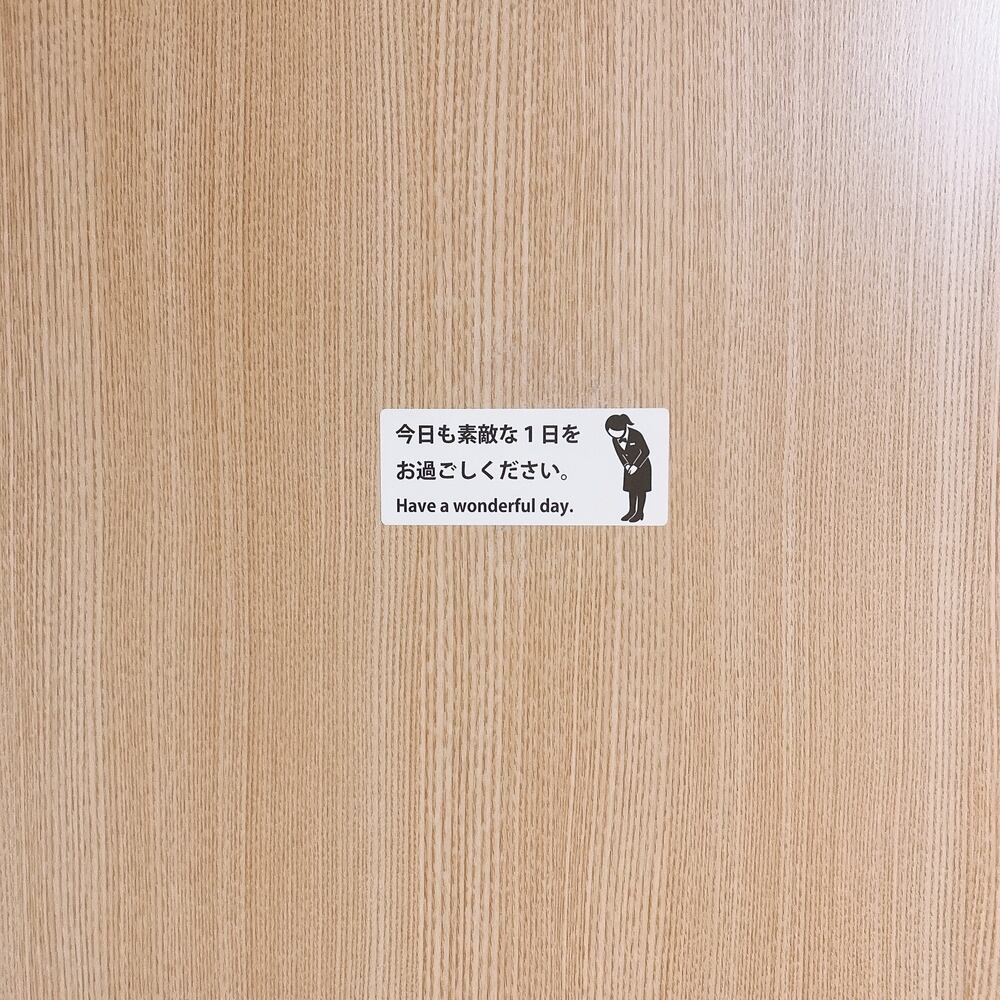 今日も素敵な１日を
お過ごしください。
Have a wonderful day.